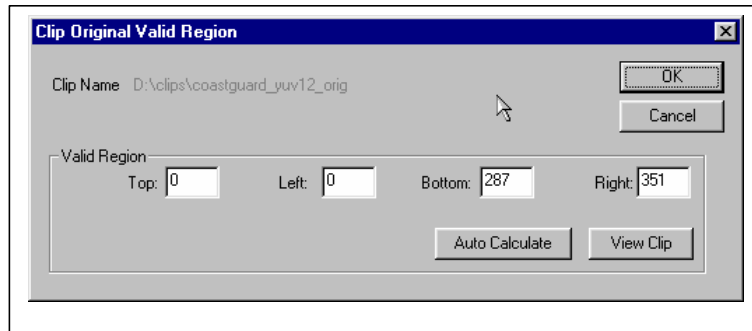 Clip Original Valid Region
Clip Name D:\clips\coastguard_yuv12_orig
OK
Cancel
Valid Region
Top: 0 Left: 0 Bottom: 287 Right: 351
Auto Calculate View Clip